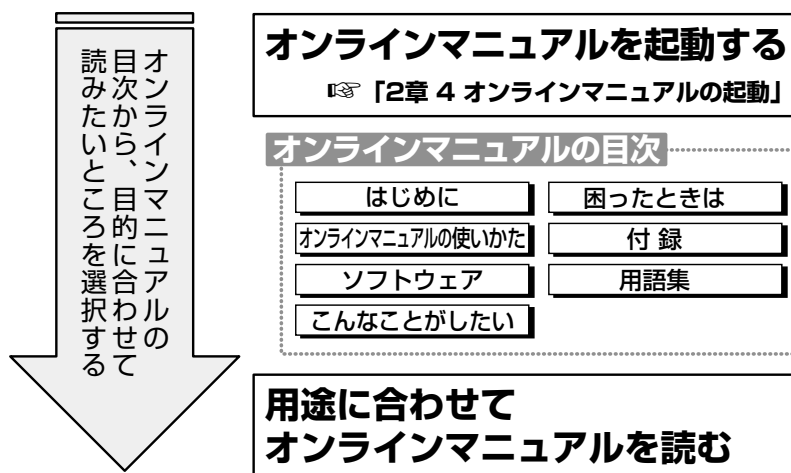 オンラインマニュアルの
目次から、目的に合わせて
読みたいところを選択する
オンラインマニュアルを起動する
☞「2章 4 オンラインマニュアルの起動」
オンラインマニュアルの目次
はじめに
オンラインマニュアルの使いかた
ソフトウェア
こんなことがしたい
困ったときは
付 録
用語集
用途に合わせて
オンラインマニュアルを読む